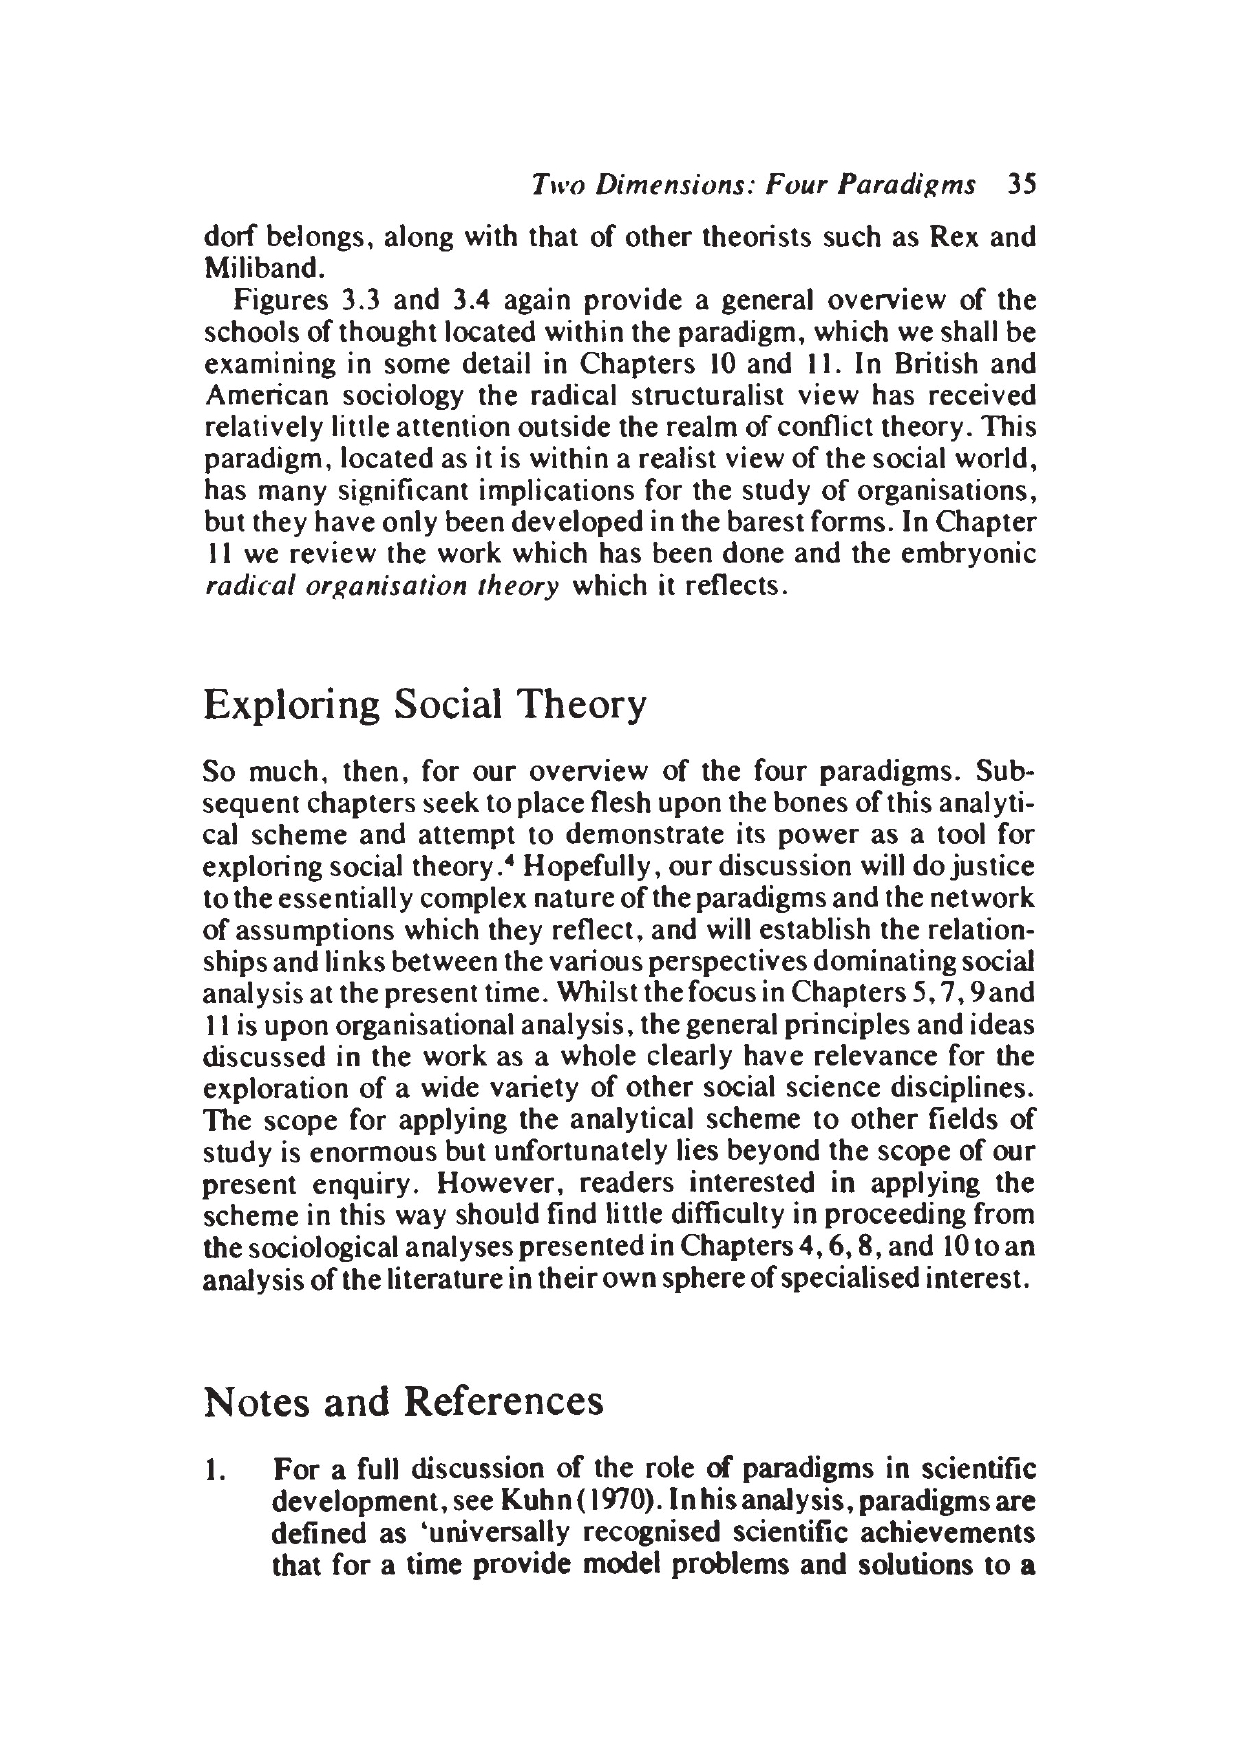 Two Dimensions: Four Paradigms 35
dorf belongs, along with that of other theorists such as Rex and
Miliband.
Figures 3.3 and 3.4 again provide a general overview of the
schools of thought located within the paradigm, which we shall be
examining in some detail in Chapters 10 and 11. In British and
American sociology the radical structuralist view has received
relatively little attention outside the realm of conflict theory. This
paradigm, located as it is within a realist view of the social world,
has many significant implications for the study of organisations,
but they have only been developed in the barest forms. In Chapter
11 we review the work which has been done and the embryonic
radical organisation theory which it reflects.
Exploring Social Theory
So much, then, for our overview of the four paradigms. Sub-
sequent chapters seek to place flesh upon the bones of this analyti-
cal scheme and attempt to demonstrate its power as a tool for
exploring social theory.⁴ Hopefully, our discussion will do justice
to the essentially complex nature of the paradigms and the network
of assumptions which they reflect, and will establish the relation-
ships and links between the various perspectives dominating social
analysis at the present time. Whilst the focus in Chapters 5, 7, 9 and
11 is upon organisational analysis, the general principles and ideas
discussed in the work as a whole clearly have relevance for the
exploration of a wide variety of other social science disciplines.
The scope for applying the analytical scheme to other fields of
study is enormous but unfortunately lies beyond the scope of our
present enquiry. However, readers interested in applying the
scheme in this way should find little difficulty in proceeding from
the sociological analyses presented in Chapters 4, 6, 8, and 10 to an
analysis of the literature in their own sphere of specialised interest.
Notes and References
1. For a full discussion of the role of paradigms in scientific
development, see Kuhn (1970). In his analysis, paradigms are
defined as 'universally recognised scientific achievements
that for a time provide model problems and solutions to a